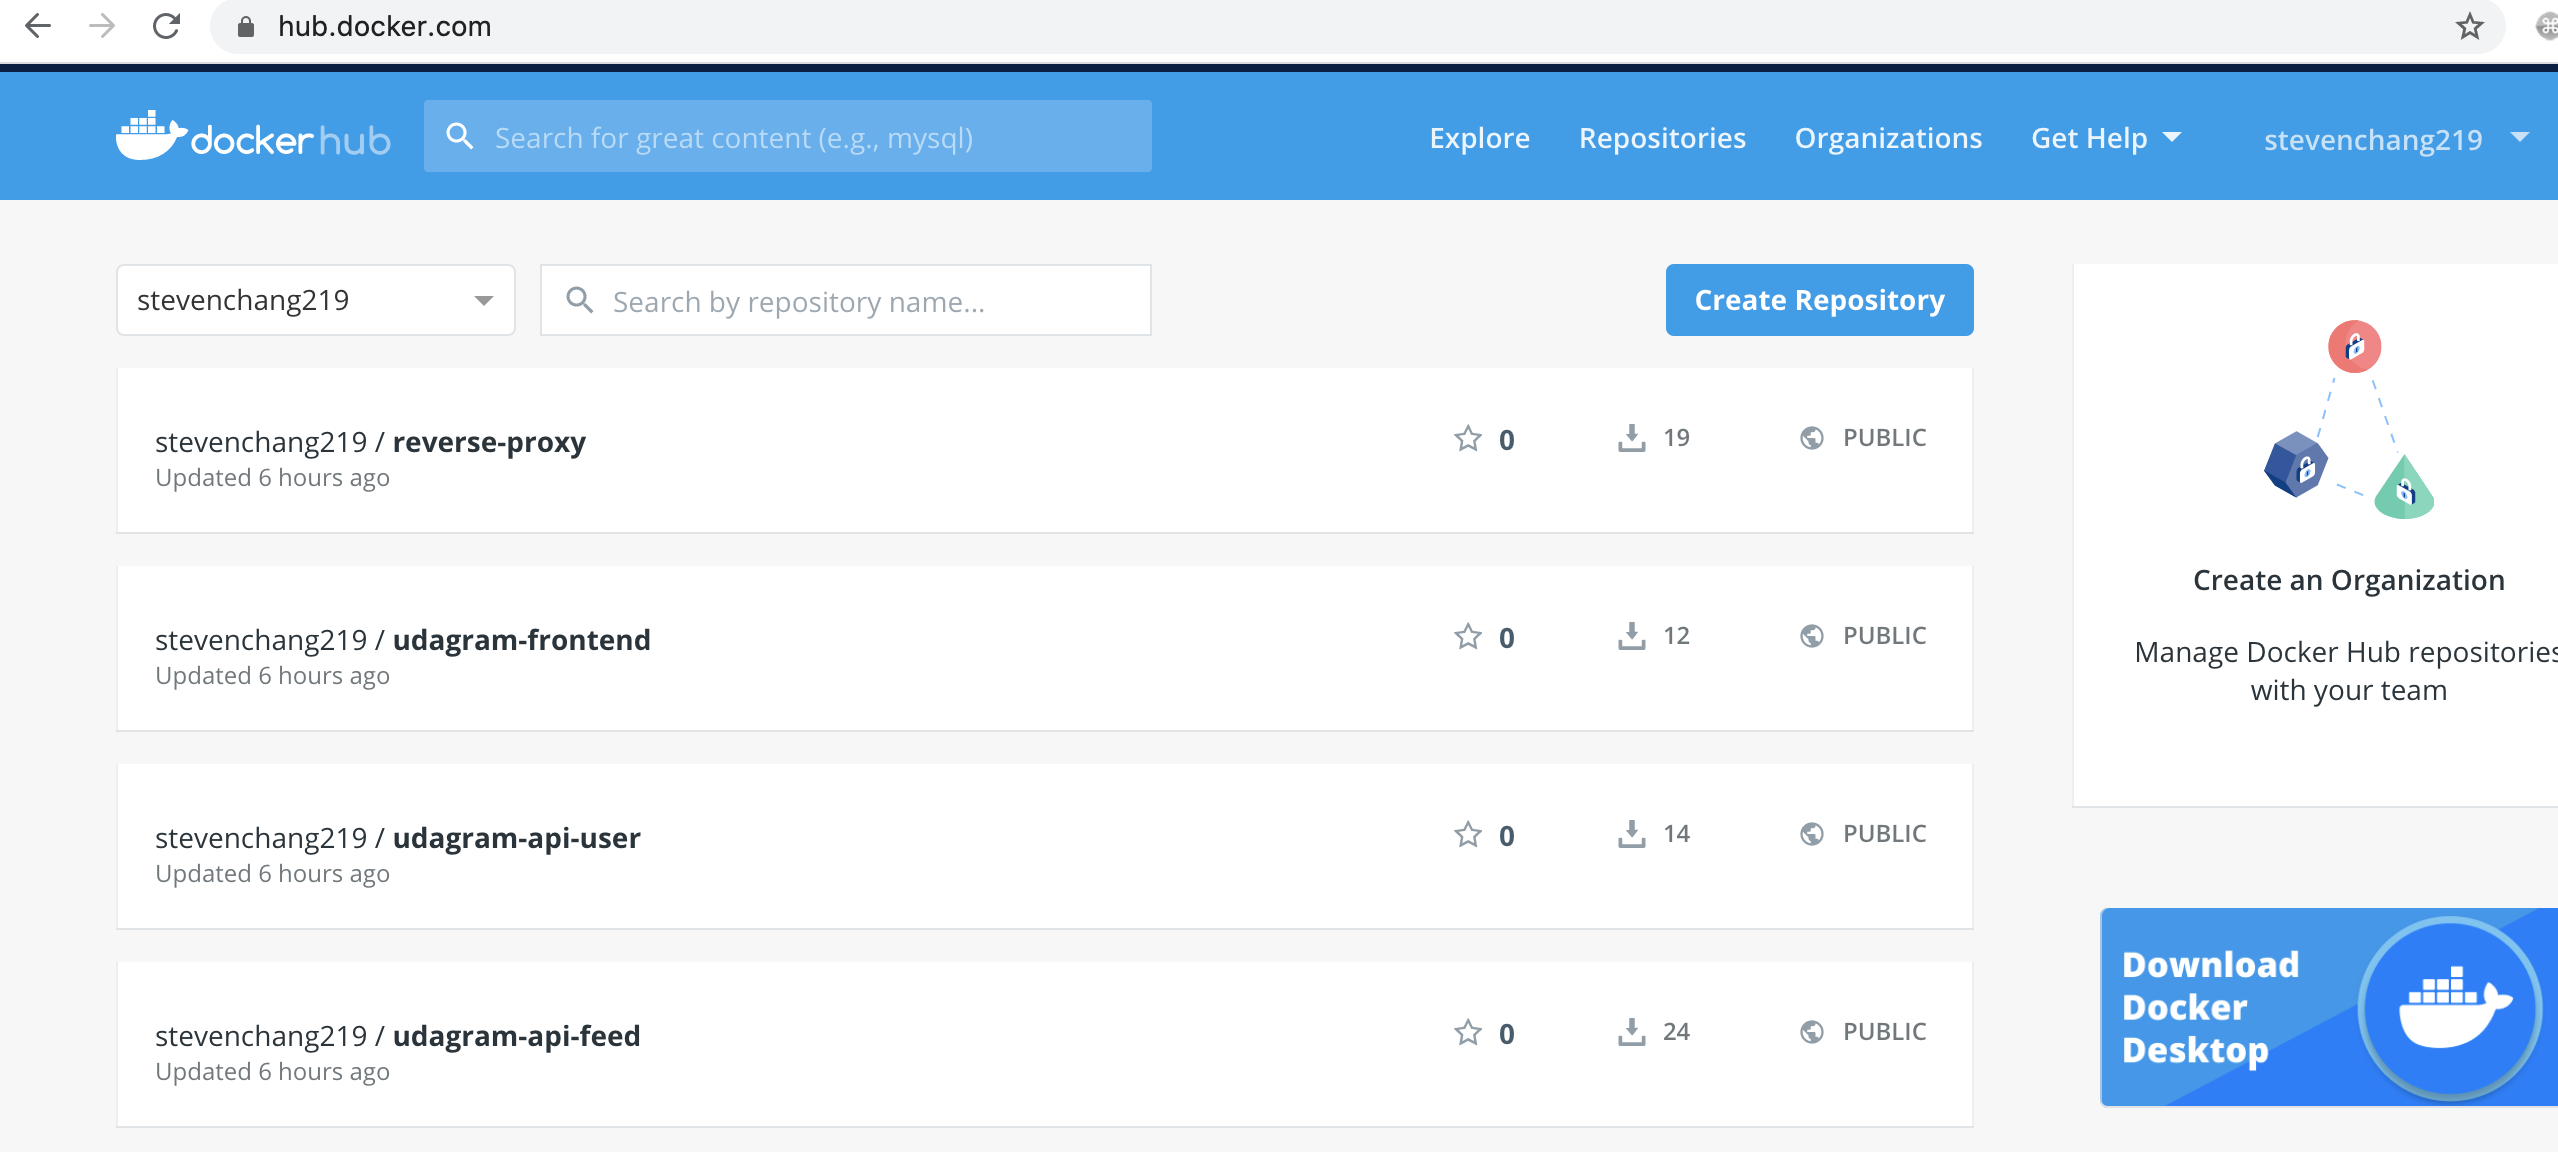 hub.docker.com
docker hub
Search for great content (e.g., mysql)
Explore
Repositories
Organizations
Get Help
stevenchang219
stevenchang219
Search by repository name...
Create Repository
stevenchang219 / reverse-proxy
Updated 6 hours ago
0
19
PUBLIC
stevenchang219 / udagram-frontend
Updated 6 hours ago
0
12
PUBLIC
stevenchang219 / udagram-api-user
Updated 6 hours ago
0
14
PUBLIC
stevenchang219 / udagram-api-feed
Updated 6 hours ago
0
24
PUBLIC
Create an Organization
Manage Docker Hub repositories
with your team
Download
Docker
Desktop